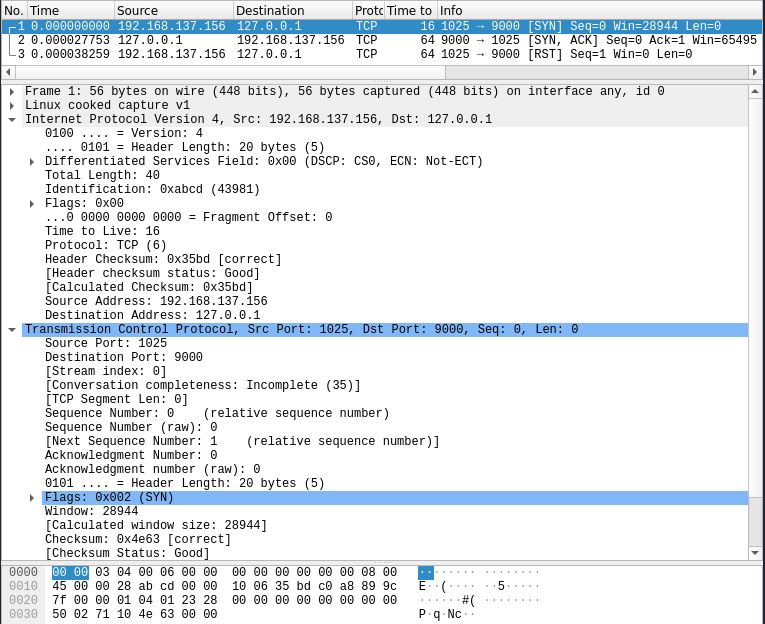 No. Time Source Destination Protc Time to Info
1 0.000000000 192.168.137.156 127.0.0.1 TCP 16 1025 → 9000 [SYN] Seq=0 Win=28944 Len=0
2 0.000027753 127.0.0.1 192.168.137.156 TCP 64 9000 → 1025 [SYN, ACK] Seq=0 Ack=1 Win=65495
3 0.000038259 192.168.137.156 127.0.0.1 TCP 64 1025 → 9000 [RST] Seq=1 Win=0 Len=0
Frame 1: 56 bytes on wire (448 bits), 56 bytes captured (448 bits) on interface any, id 0
Linux cooked capture v1
Internet Protocol Version 4, Src: 192.168.137.156, Dst: 127.0.0.1
0100 .... = Version: 4
.... 0101 = Header Length: 20 bytes (5)
Differentiated Services Field: 0x00 (DSCP: CS0, ECN: Not-ECT)
Total Length: 40
Identification: 0xabcd (43981)
Flags: 0x00
...0 0000 0000 0000 = Fragment Offset: 0
Time to Live: 16
Protocol: TCP (6)
Header Checksum: 0x35bd [correct]
[Header checksum status: Good]
[Calculated Checksum: 0x35bd]
Source Address: 192.168.137.156
Destination Address: 127.0.0.1
Transmission Control Protocol, Src Port: 1025, Dst Port: 9000, Seq: 0, Len: 0
Source Port: 1025
Destination Port: 9000
[Stream index: 0]
[Conversation completeness: Incomplete (35)]
[TCP Segment Len: 0]
Sequence Number: 0 (relative sequence number)
Sequence Number (raw): 0
[Next Sequence Number: 1 (relative sequence number)]
Acknowledgment Number: 0
Acknowledgment number (raw): 0
0101 .... = Header Length: 20 bytes (5)
Flags: 0x002 (SYN)
Window: 28944
[Calculated window size: 28944]
Checksum: 0x4e63 [correct]
[Checksum Status: Good]
0000 00 00 03 04 00 06 00 00 00 00 00 00 00 00 08 00 ········ ········
0010 45 00 00 28 ab cd 00 00 10 06 35 bd c0 a8 89 9c E··(···· ··5·····
0020 7f 00 00 01 04 01 23 28 00 00 00 00 00 00 00 00 ······#( ········
0030 50 02 71 10 4e 63 00 00 P·q·Nc··